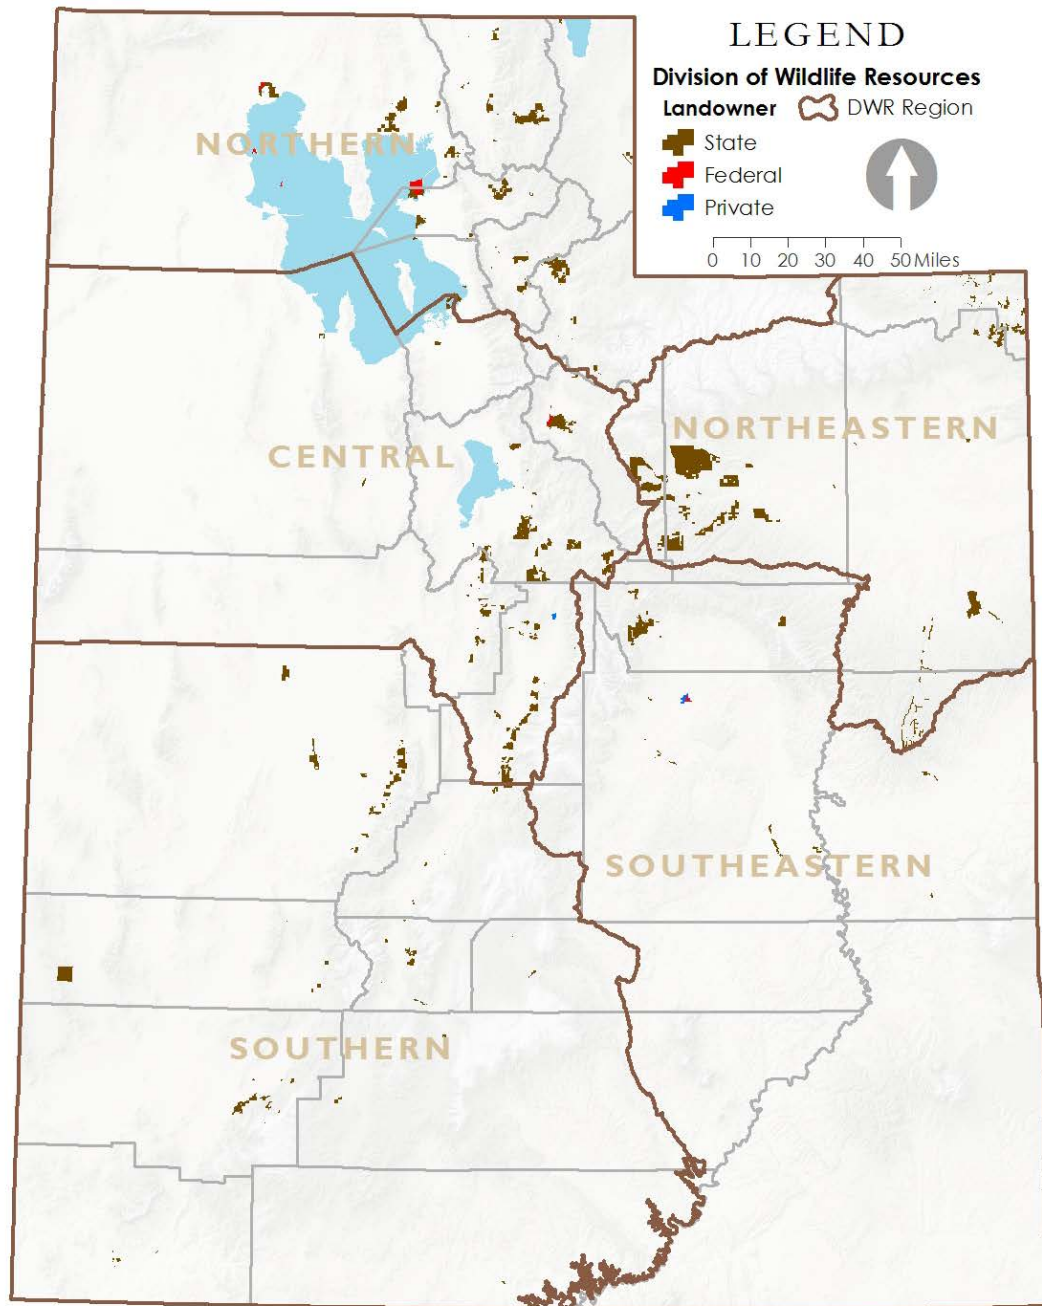 LEGEND
Division of Wildlife Resources
Landowner DWR Region
State
Federal
Private
0 10 20 30 40 50 Miles
NORTHERN
NORTHEASTERN
CENTRAL
SOUTHEASTERN
SOUTHERN